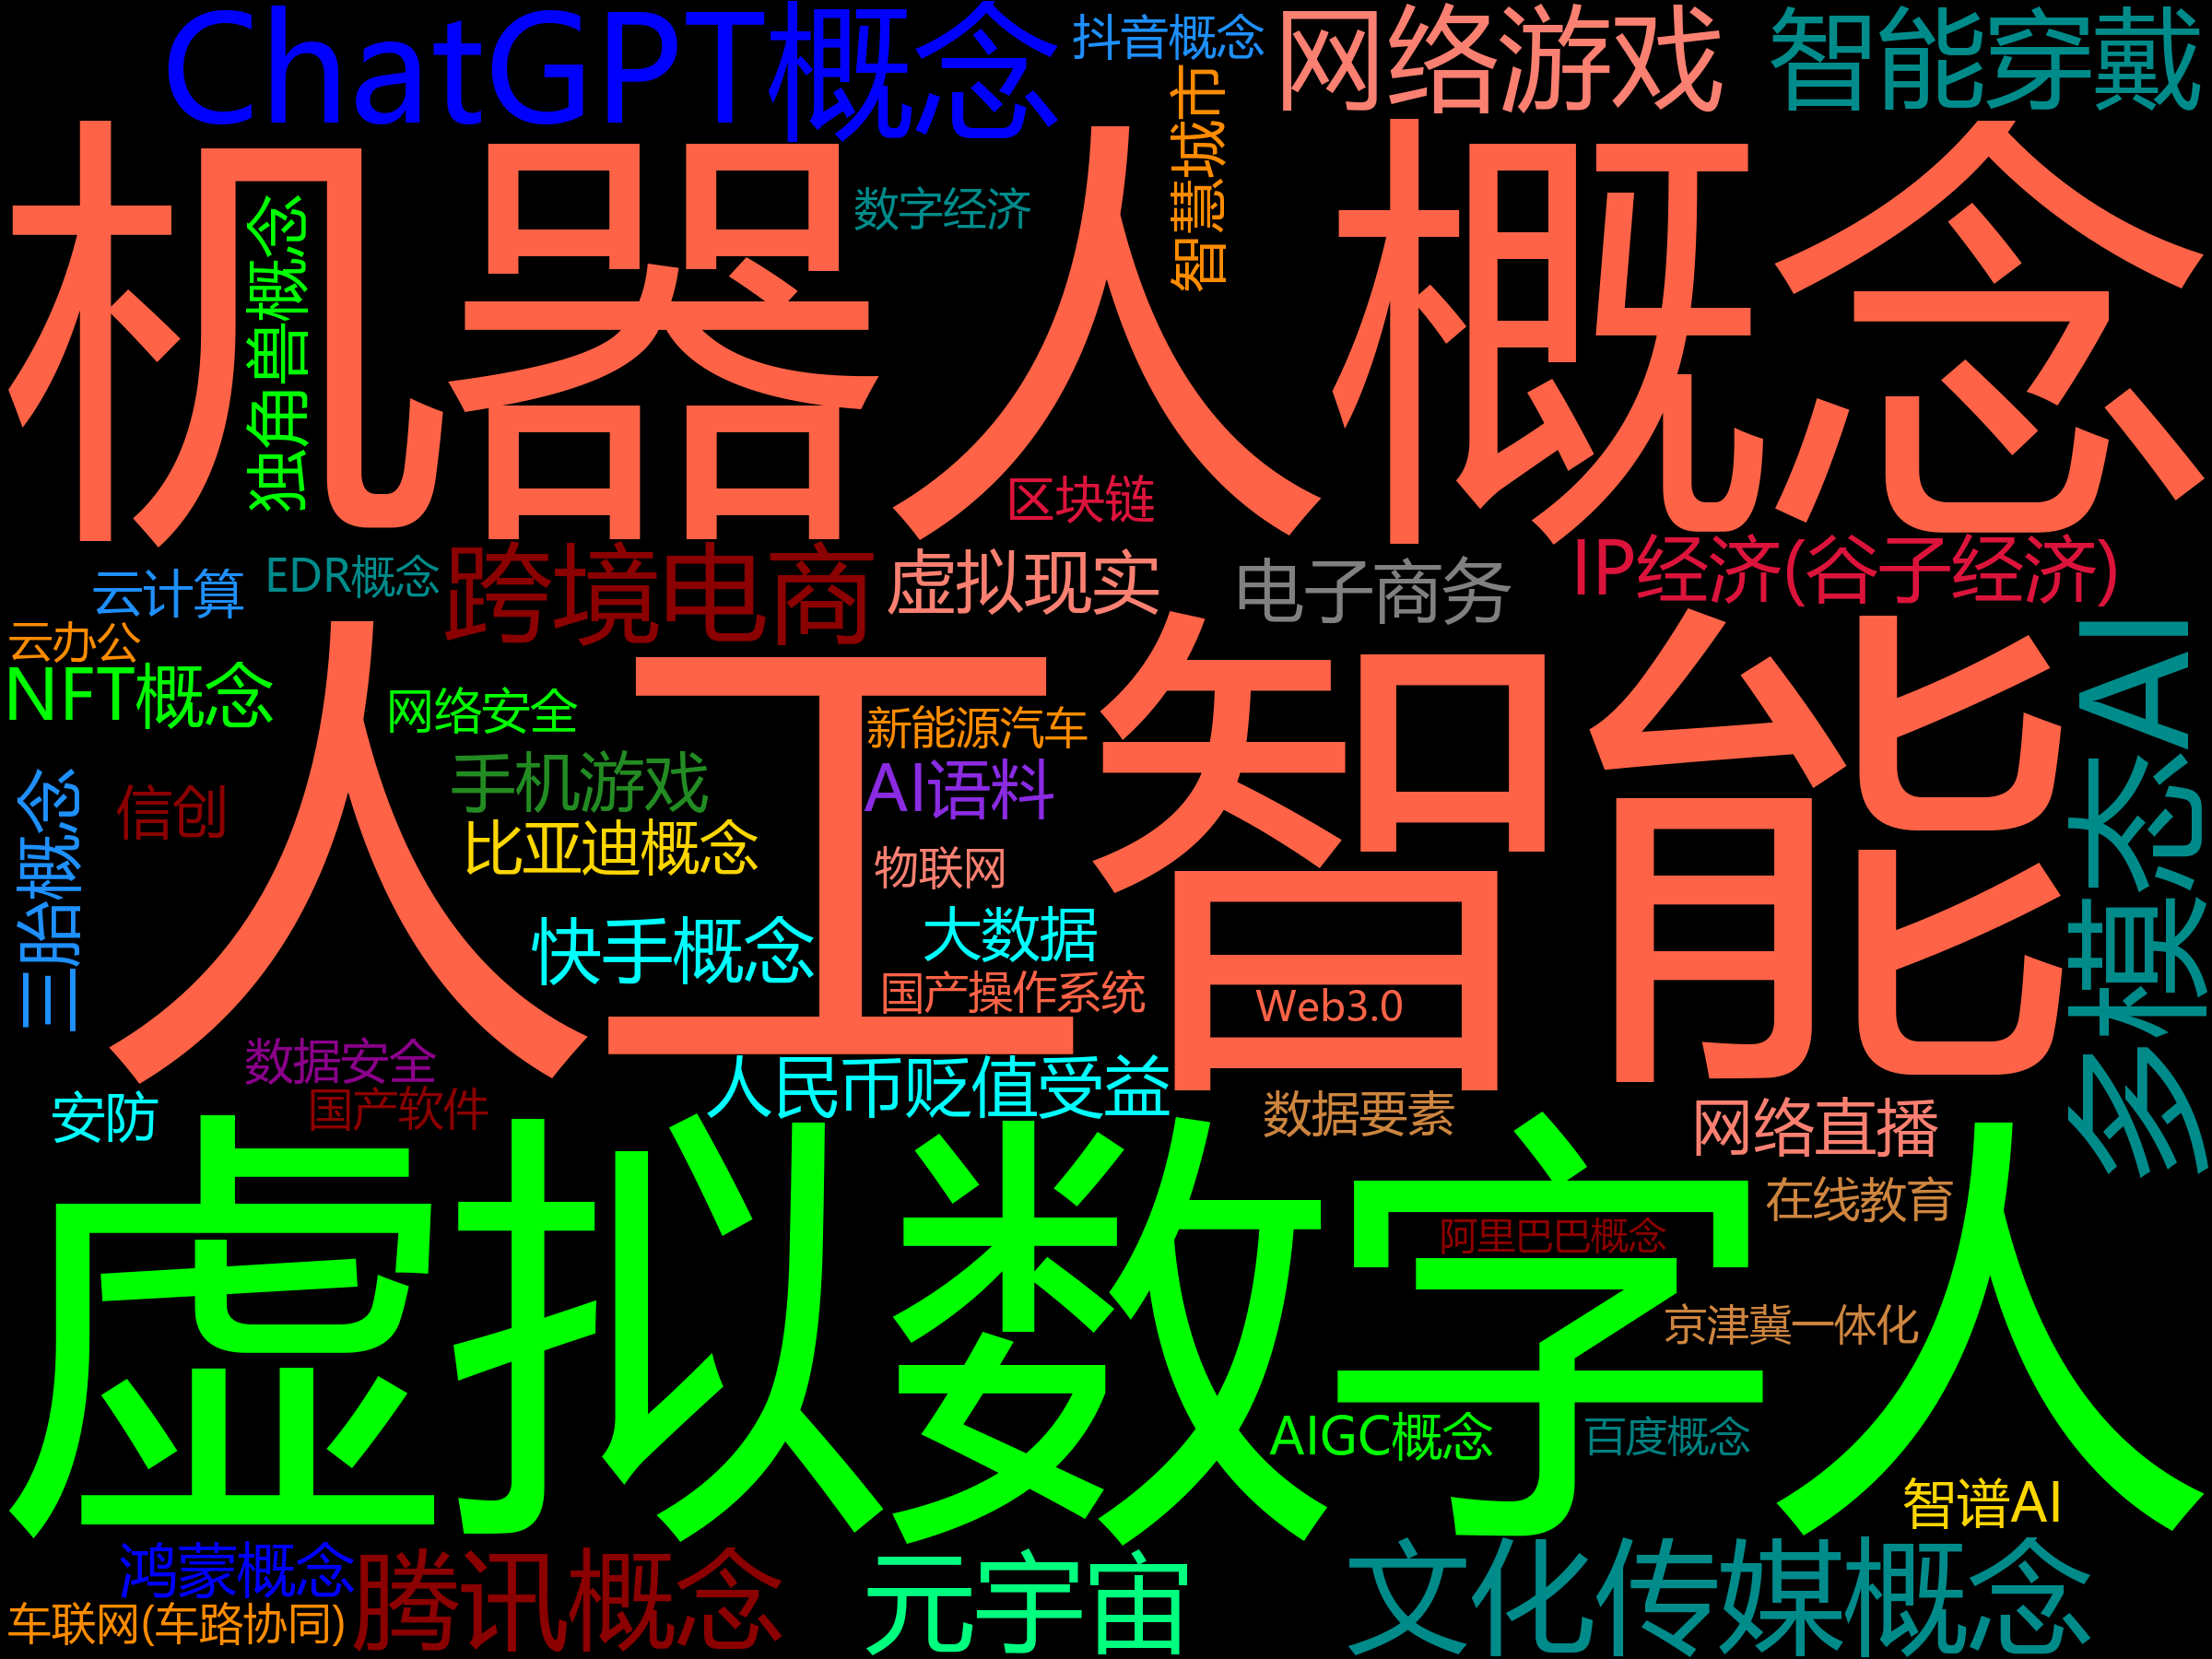 ChatGPT概念
抖音概念
网络游戏
智能穿戴
智慧城市
机器人概念
数字经济
独角兽概念
区块链
云计算
EDR概念
跨境电商
虚拟现实
电子商务
IP经济(谷子经济)
云办公
NFT概念
网络安全
新能源汽车
人工智能
多模态AI
手机游戏
AI语料
三胎概念
信创
比亚迪概念
物联网
快手概念
大数据
国产操作系统
Web3.0
数据安全
人民币贬值受益
国产软件
安防
数据要素
网络直播
在线教育
阿里巴巴概念
虚拟数字人
京津冀一体化
AIGC概念
百度概念
智谱AI
鸿蒙概念
腾讯概念
元宇宙
文化传媒概念
车联网(车路协同)